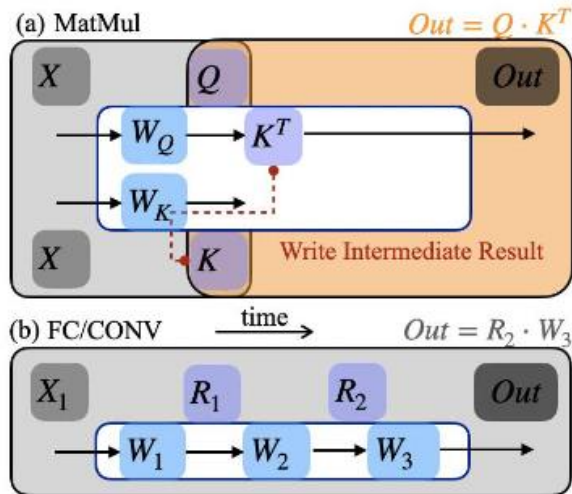 (a) MatMul Out = Q · K^T
X Q Out
W_Q K^T
W_K
X K Write Intermediate Result
(b) FC/CONV time Out = R_2 · W_3
X_1 R_1 R_2 Out
W_1 W_2 W_3